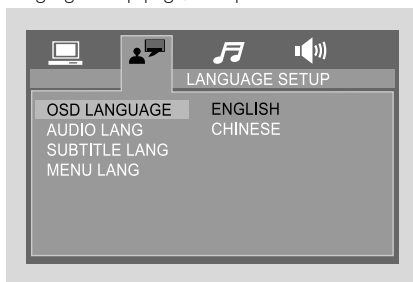 LANGUAGE SETUP
OSD LANGUAGE ENGLISH
AUDIO LANG CHINESE
SUBTITLE LANG
MENU LANG